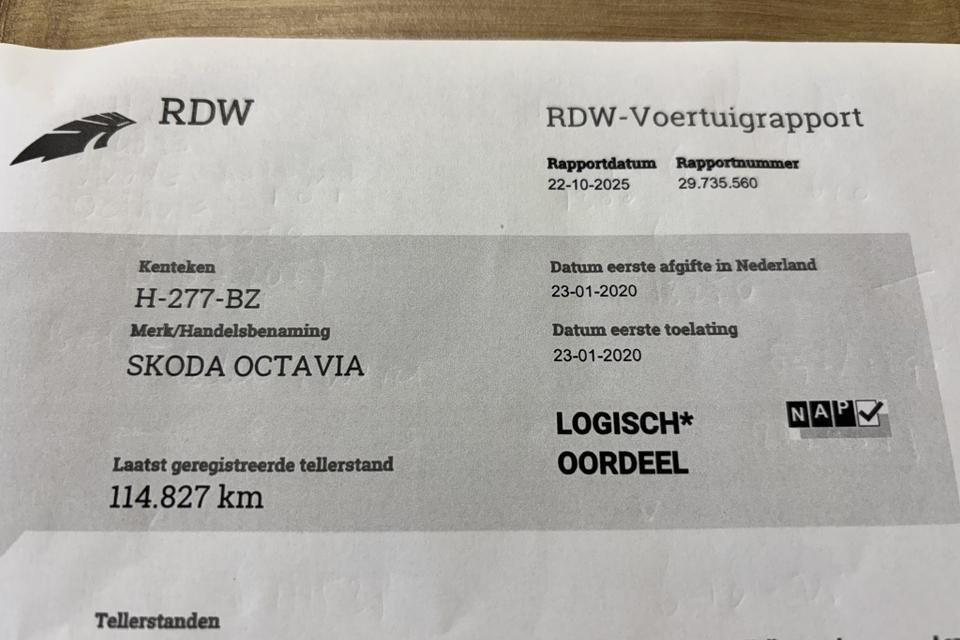 RDW
RDW-Voertuigrapport
Rapportdatum Rapportnummer
22-10-2025 29.735.560
Kenteken
H-277-BZ
Merk/Handelsbenaming
SKODA OCTAVIA
Laatst geregistreerde tellerstand
114.827 km
Datum eerste afgifte in Nederland
23-01-2020
Datum eerste toelating
23-01-2020
LOGISCH*
OORDEEL
NAP
Tellerstanden